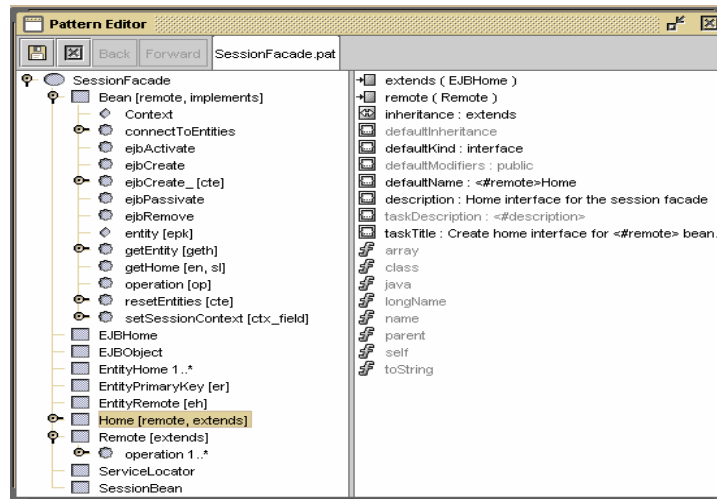 Pattern Editor
Back Forward SessionFacade.pat
SessionFacade
Bean [remote, implements]
Context
connectToEntities
ejbActivate
ejbCreate
ejbCreate_ [cte]
ejbPassivate
ejbRemove
entity [epk]
getEntity [geth]
getHome [en, sl]
operation [op]
resetEntities [cte]
setSessionContext [ctx_field]
EJBHome
EJBObject
EntityHome 1..*
EntityPrimaryKey [er]
EntityRemote [eh]
Home [remote, extends]
Remote [extends]
operation 1..*
ServiceLocator
SessionBean
extends ( EJBHome )
remote ( Remote )
inheritance : extends
defaultInheritance
defaultKind : interface
defaultModifiers : public
defaultName : <#remote>Home
description : Home interface for the session facade
taskDescription : <#description>
taskTitle : Create home interface for <#remote> bean.
array
class
java
longName
name
parent
self
toString